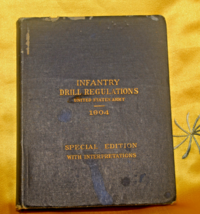 INFANTRY
DRILL REGULATIONS
UNITED STATES ARMY
1904
SPECIAL EDITION
WITH INTERPRETATIONS